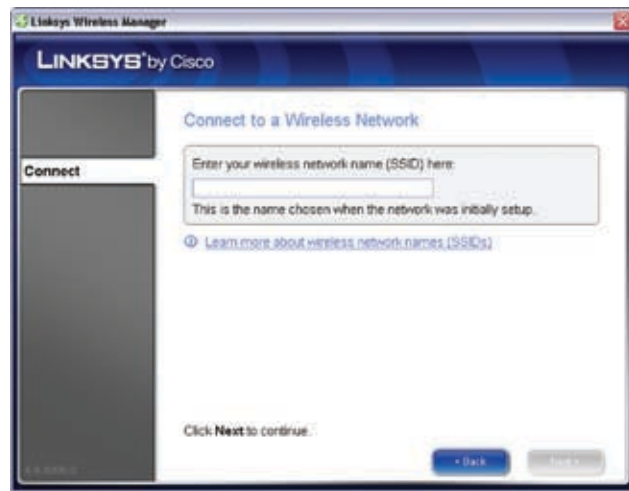 Linksys Wireless Manager
LINKSYS® by Cisco
Connect to a Wireless Network
Connect
Enter your wireless network name (SSID) here:
This is the name chosen when the network was initially setup.
Learn more about wireless network names (SSIDs)
Click Next to continue.
‹ Back
Next ›